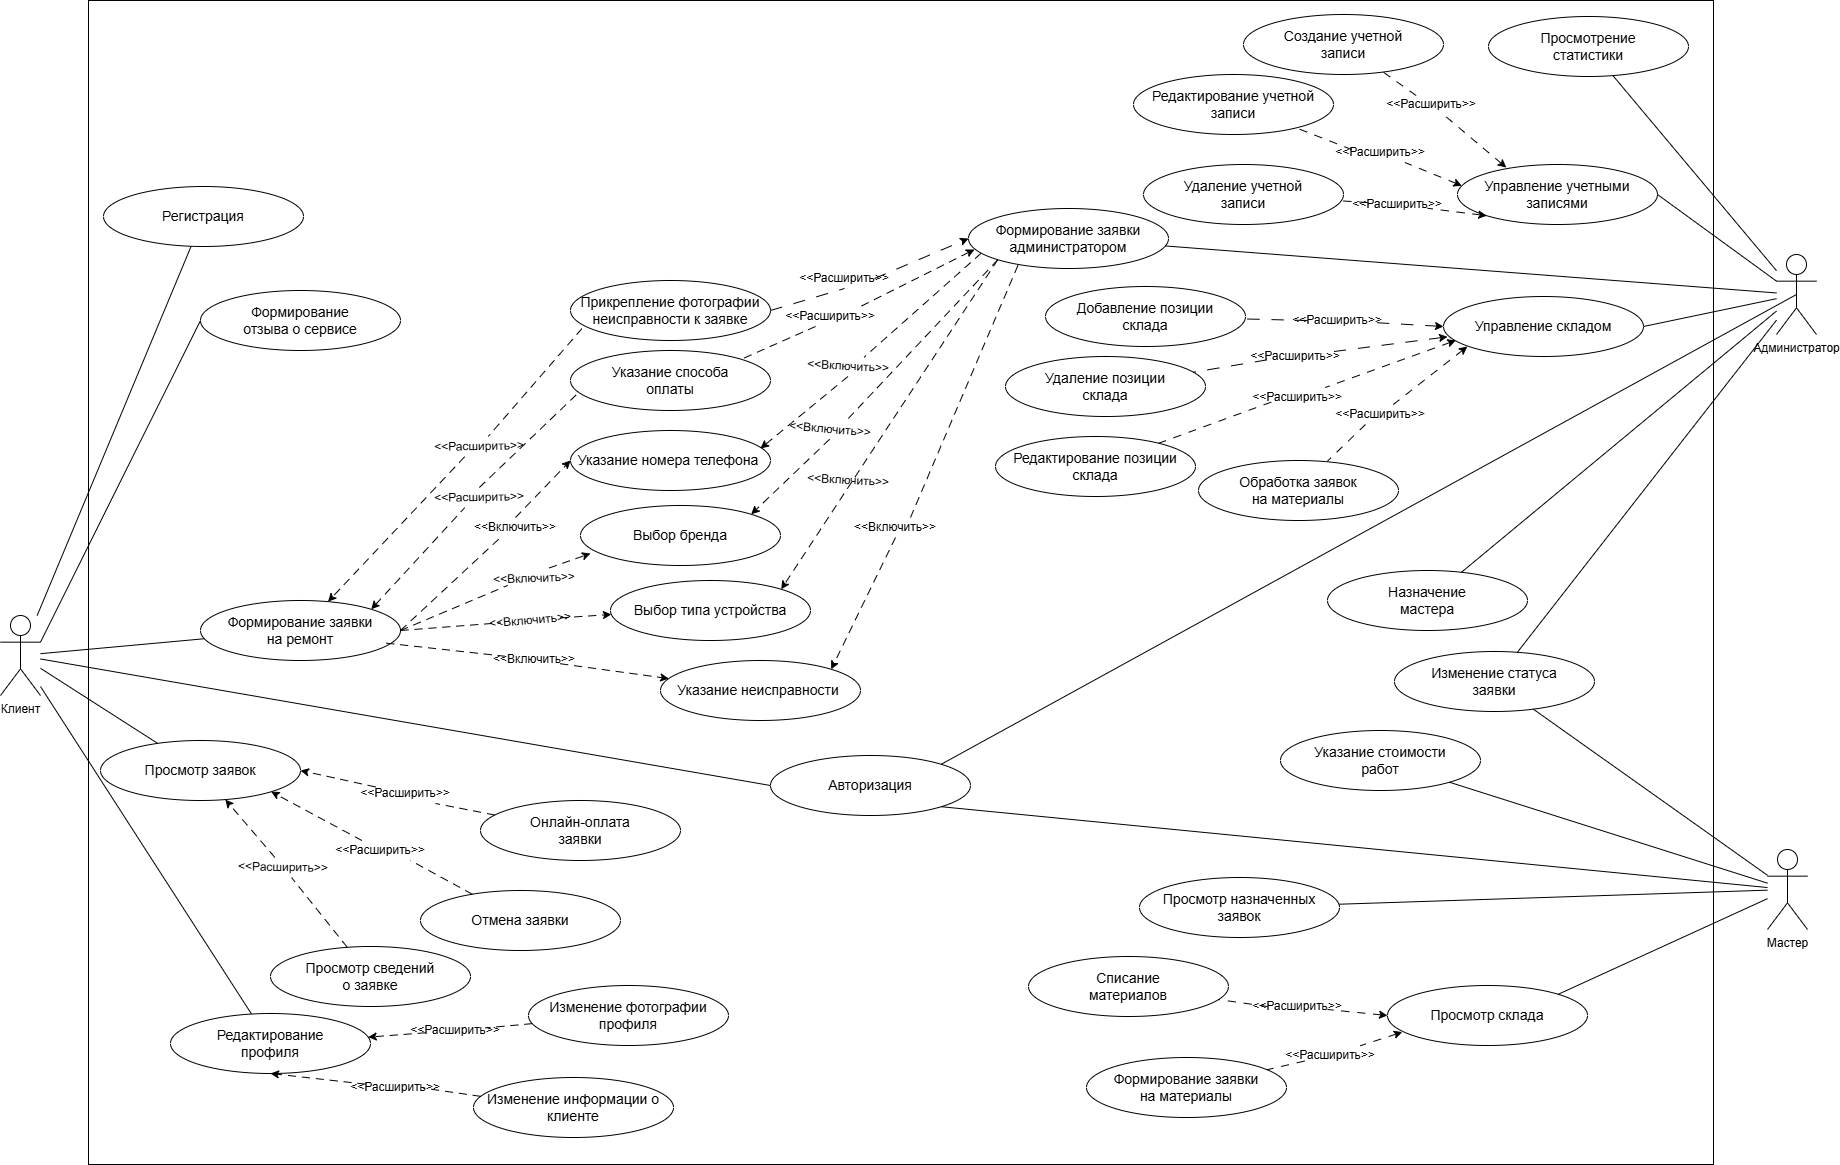 Создание учетной
записи
Просмотрение
статистики
<<Расширить>>
Редактирование учетной
записи
<<Расширить>>
Удаление учетной
записи
<<Расширить>>
Управление учетными
записями
Регистрация
Формирование заявки
администратором
Формирование
отзыва о сервисе
<<Расширить>>
Прикрепление фотографии
неисправности к заявке
<<Расширить>>
Добавление позиции
склада
<<Расширить>>
Управление складом
Администратор
Указание способа
оплаты
<<Включить>>
Удаление позиции
склада
<<Расширить>>
<<Расширить>>
<<Расширить>>
<<Расширить>>
<<Включить>>
Указание номера телефона
Редактирование позиции
склада
Обработка заявок
на материалы
<<Расширить>>
<<Включить>>
<<Включить>>
<<Включить>>
Выбор бренда
<<Включить>>
<<Включить>>
Выбор типа устройства
Назначение
мастера
Формирование заявки
на ремонт
<<Включить>>
Указание неисправности
Изменение статуса
заявки
Клиент
Просмотр заявок
Авторизация
Указание стоимости
работ
<<Расширить>>
Онлайн-оплата
заявки
<<Расширить>>
<<Расширить>>
Отмена заявки
Просмотр назначенных
заявок
Мастер
Просмотр сведений
о заявке
Списание
материалов
<<Расширить>>
Просмотр склада
Изменение фотографии
профиля
<<Расширить>>
Редактирование
профиля
<<Расширить>>
Формирование заявки
на материалы
<<Расширить>>
Изменение информации о
клиенте